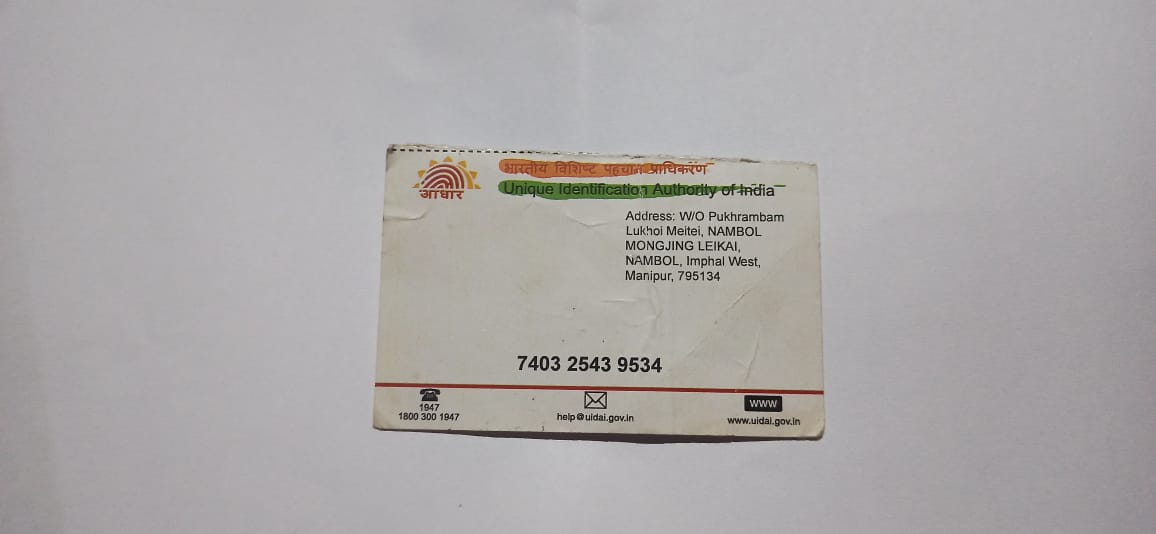 आधार
भारतीय विशिष्ट पहचान प्राधिकरण
Unique Identification Authority of India
Address: W/O Pukhrambam
Lukhoi Meitei, NAMBOL
MONGJING LEIKAI,
NAMBOL, Imphal West,
Manipur, 795134
7403 2543 9534
1947
1800 300 1947
help@uidai.gov.in
www
www.uidai.gov.in